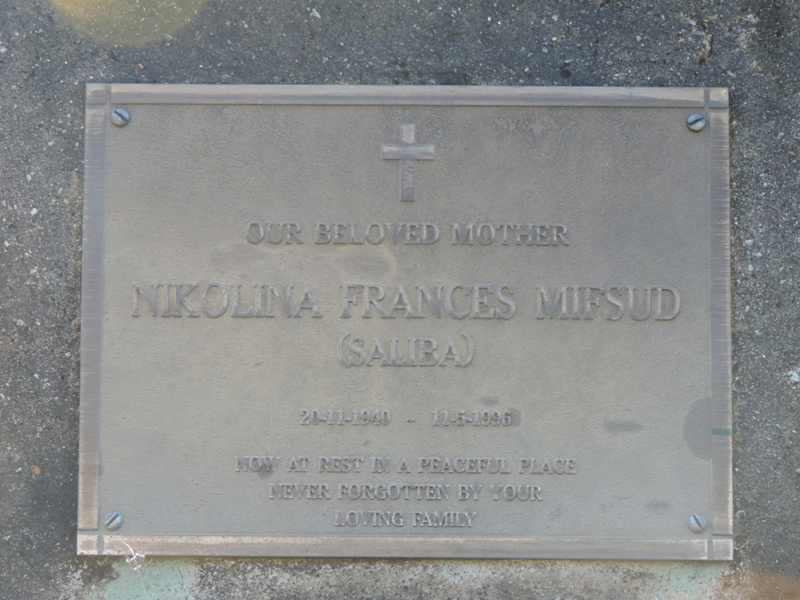 OUR BELOVED MOTHER
NIKOLINA FRANCES MIFSUD
(SALIBA)
20-11-1940 ~ 11-5-1996
NOW AT REST IN A PEACEFUL PLACE
NEVER FORGOTTEN BY YOUR
LOVING FAMILY